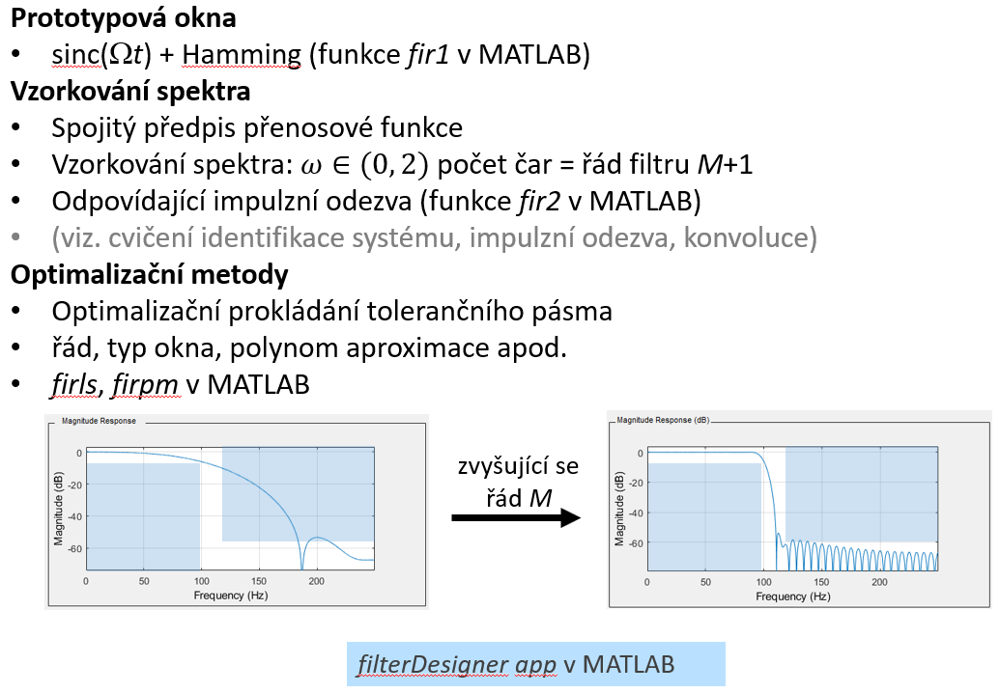 Prototypová okna
• sinc(Ωt) + Hamming (funkce fir1 v MATLAB)
Vzorkování spektra
• Spojitý předpis přenosové funkce
• Vzorkování spektra: ω ∈ (0, 2) počet čar = řád filtru M+1
• Odpovídající impulzní odezva (funkce fir2 v MATLAB)
• (viz. cvičení identifikace systému, impulzní odezva, konvoluce)
Optimalizační metody
• Optimalizační prokládání tolerančního pásma
• řád, typ okna, polynom aproximace apod.
• firls, firpm v MATLAB
Magnitude Response
0
-20
-40
-60
Magnitude (dB)
0 50 100 150 200
Frequency (Hz)
zvyšující se
řád M
Magnitude Response (dB)
0
-20
-40
-60
Magnitude (dB)
0 50 100 150 200
Frequency (Hz)
filterDesigner app v MATLAB